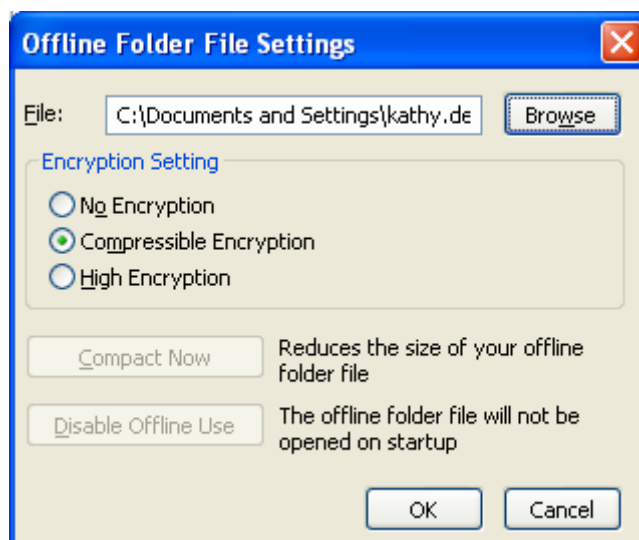 Offline Folder File Settings
File: C:\Documents and Settings\kathy.de Browse
Encryption Setting
No Encryption
Compressible Encryption
High Encryption
Compact Now Reduces the size of your offline
folder file
Disable Offline Use The offline folder file will not be
opened on startup
OK Cancel